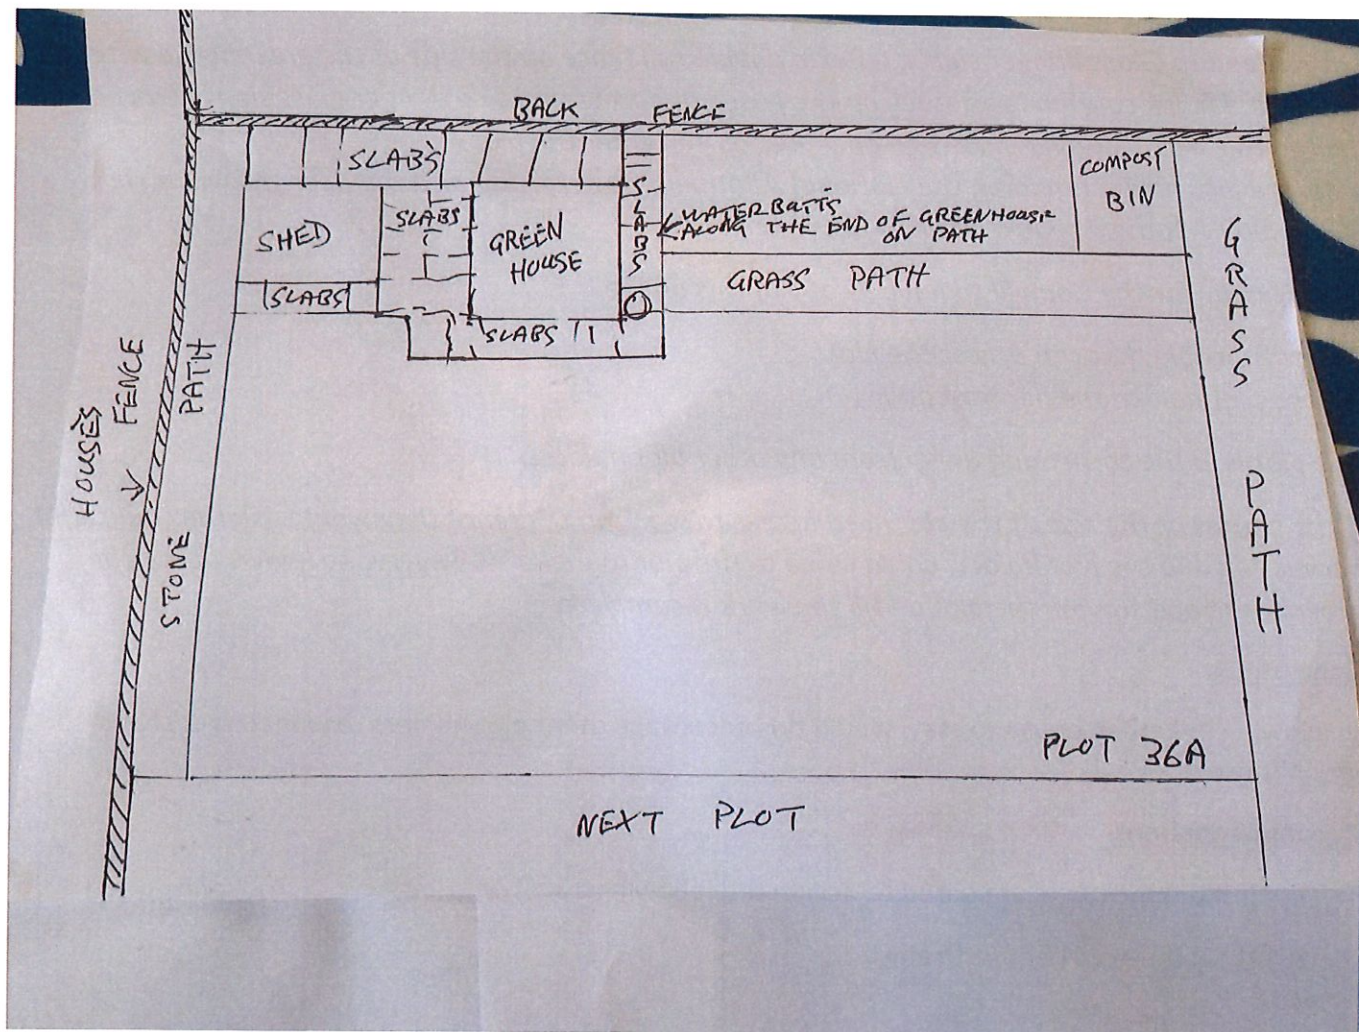 BACK FENCE
SLABS
COMPOST
BIN
SHED
SLABS
GREEN
HOUSE
SLABS
WATER BUTTS
ALONG THE END OF GREENHOUSE
ON PATH
GRASS PATH
SLABS
SLABS
GRASS PATH
HOUSES
FENCE
STONE PATH
PLOT 36A
NEXT PLOT